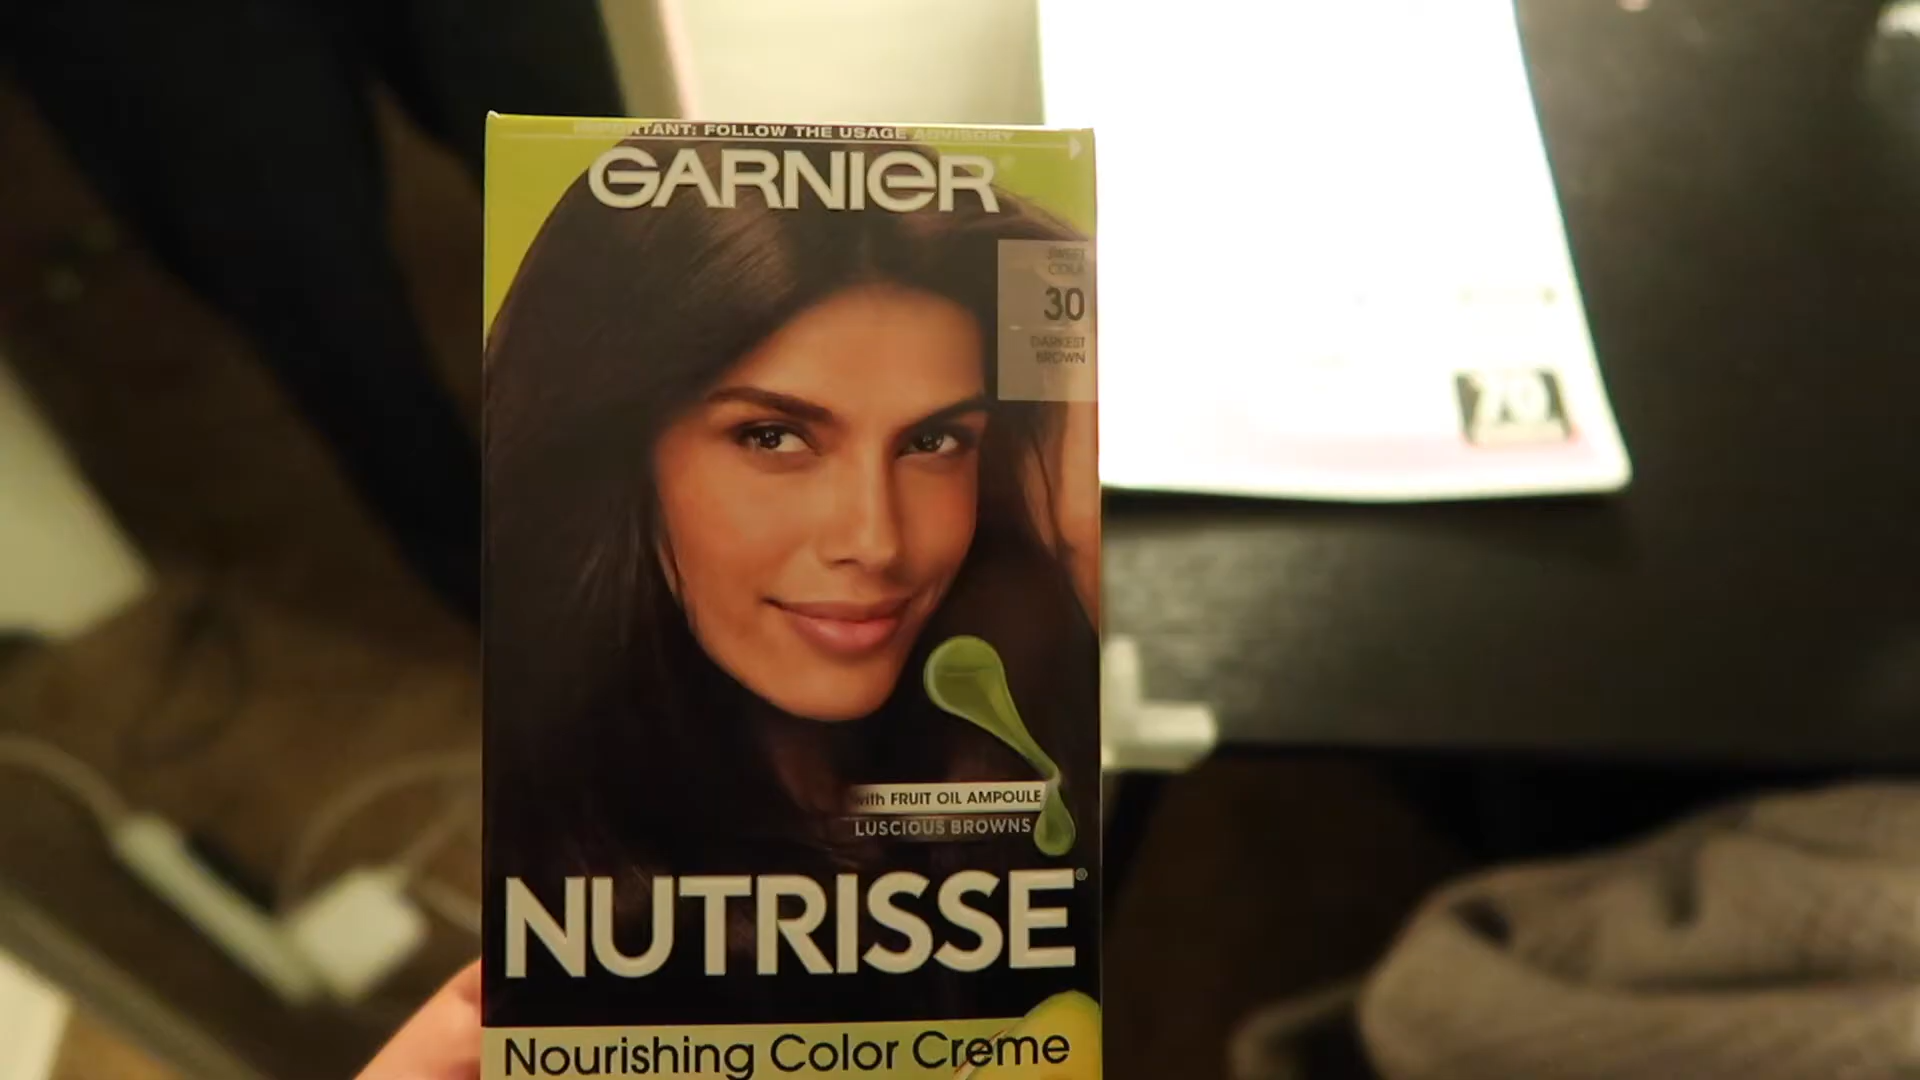 IMPORTANT: FOLLOW THE USAGE ADVISORY
GARNIER
SWEET
COLA
30
DARKEST
BROWN
with FRUIT OIL AMPOULE
LUSCIOUS BROWNS
NUTRISSE®
Nourishing Color Creme
20